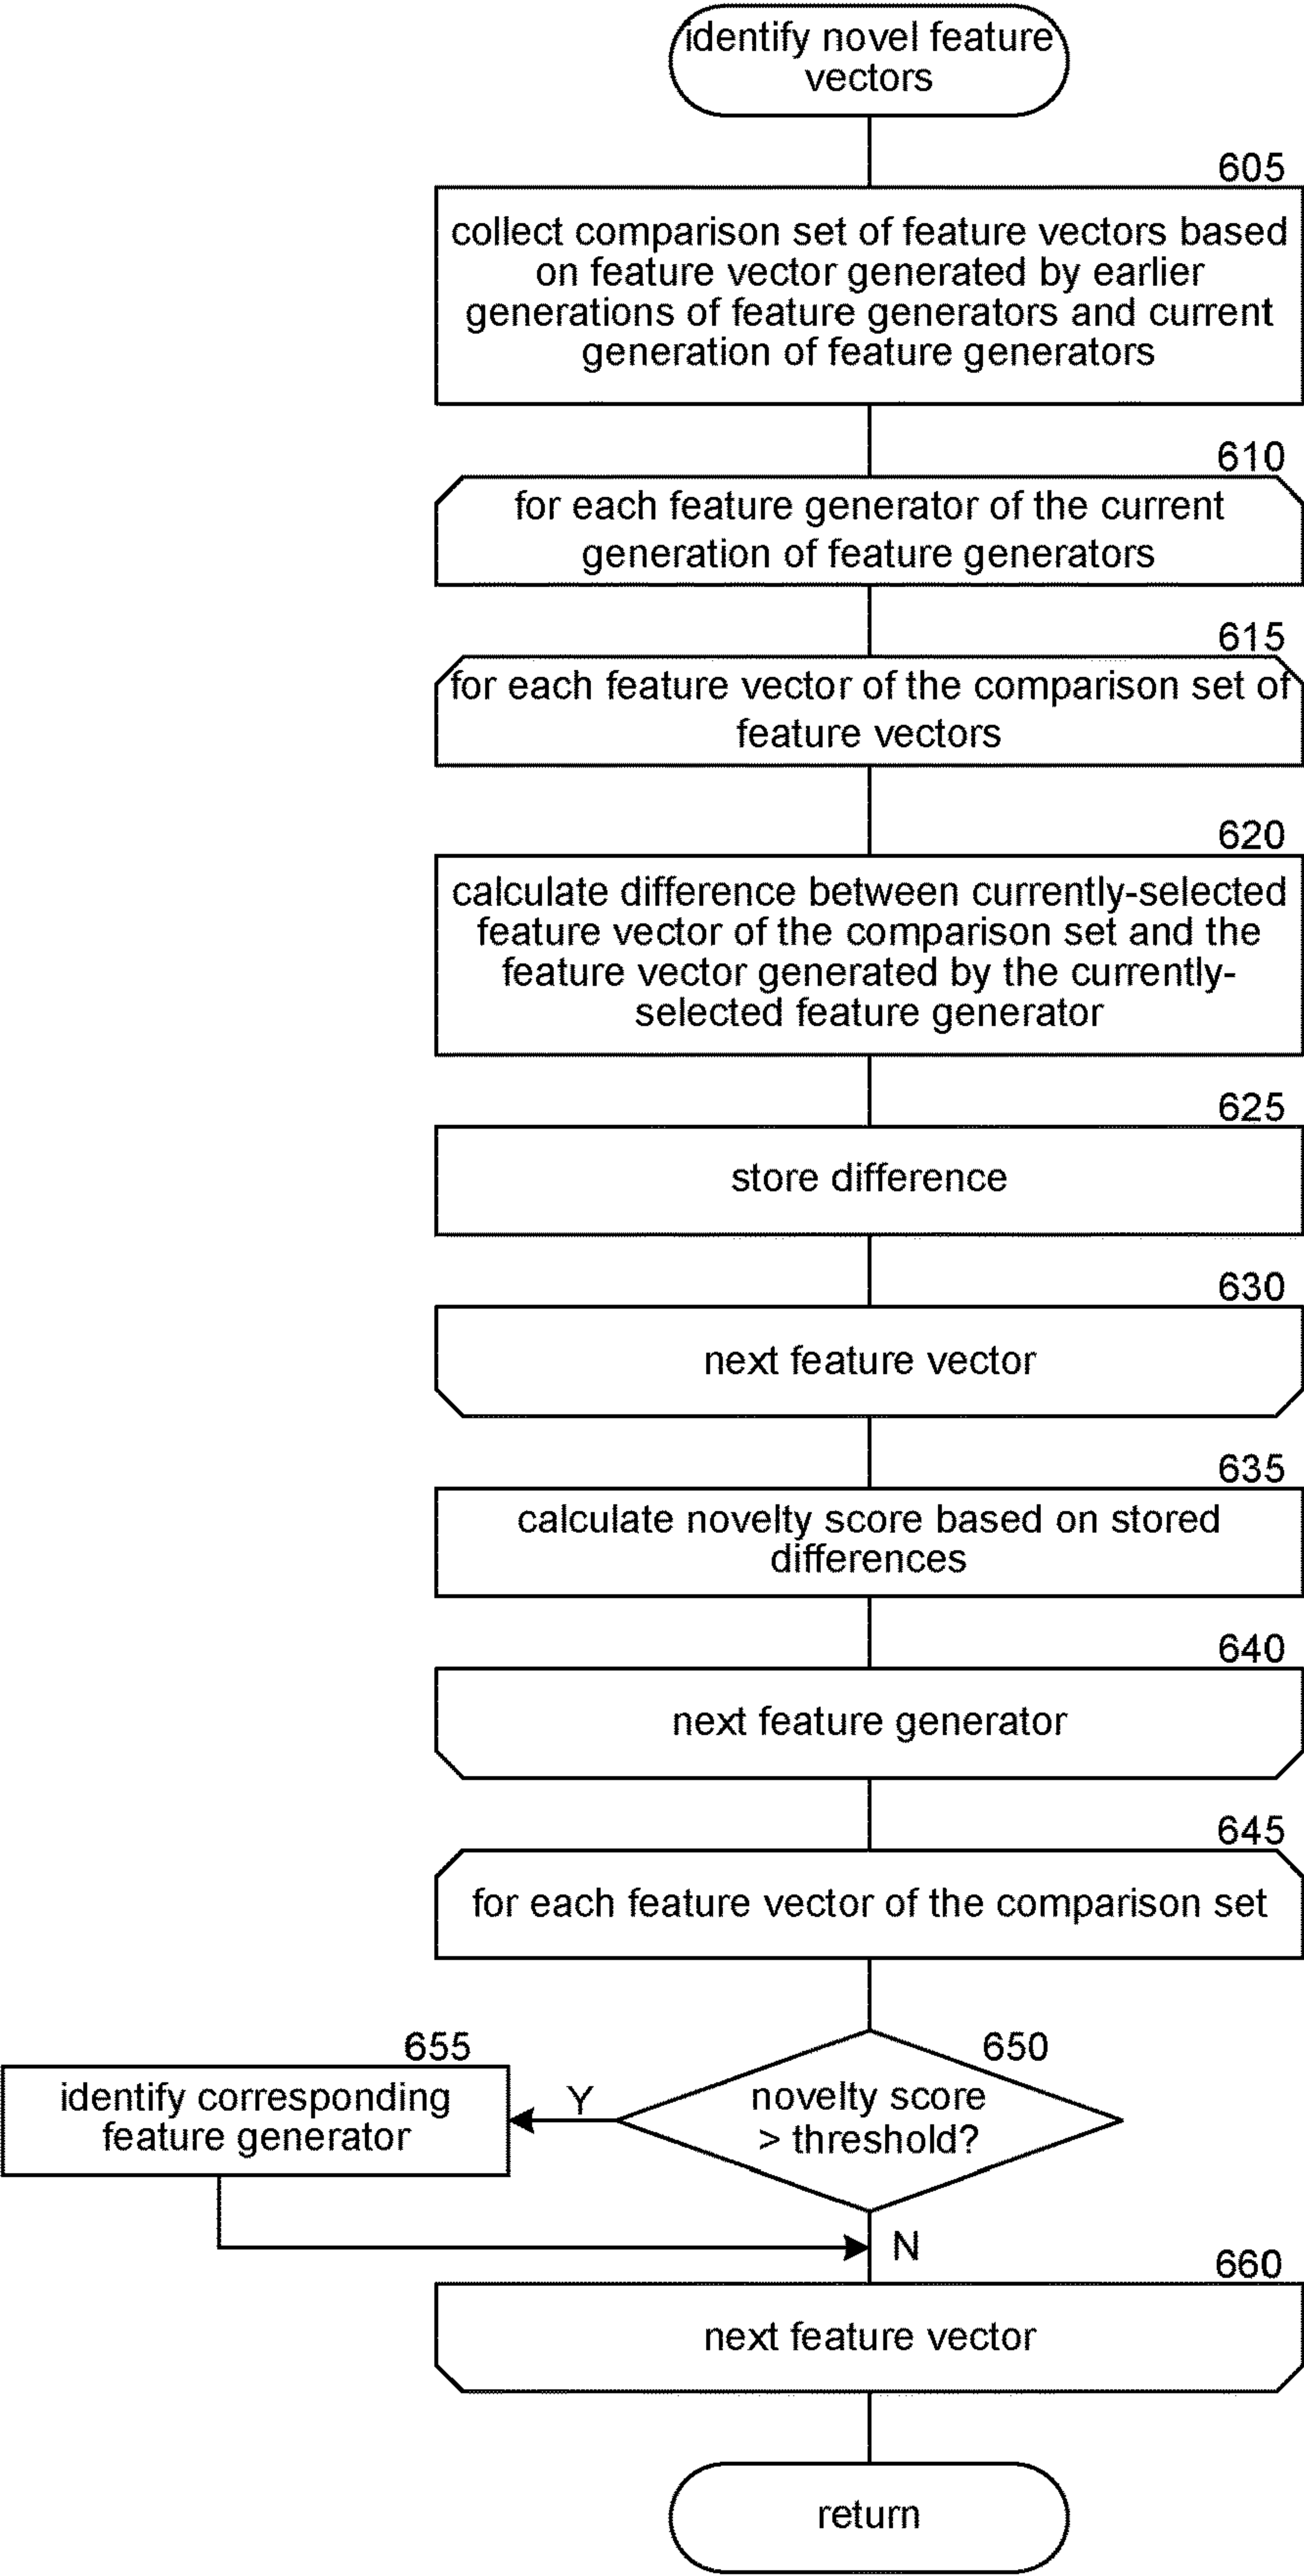 identify novel feature
vectors
605
collect comparison set of feature vectors based
on feature vector generated by earlier
generations of feature generators and current
generation of feature generators
610
for each feature generator of the current
generation of feature generators
615
for each feature vector of the comparison set of
feature vectors
620
calculate difference between currently-selected
feature vector of the comparison set and the
feature vector generated by the currently-
selected feature generator
625
store difference
630
next feature vector
635
calculate novelty score based on stored
differences
640
next feature generator
645
for each feature vector of the comparison set
650
novelty score
> threshold?
Y
655
identify corresponding
feature generator
N
660
next feature vector
return